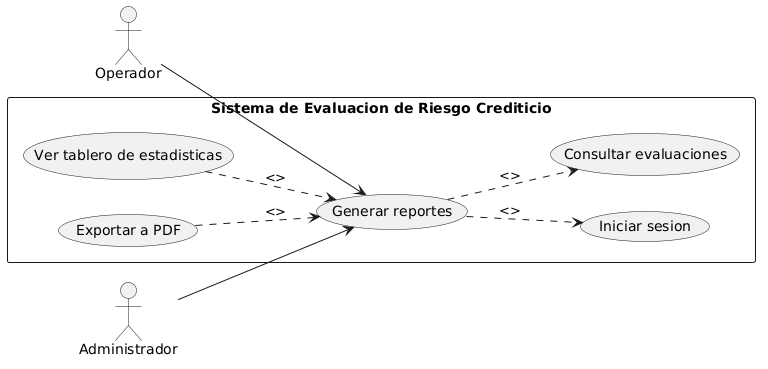 Operador
Sistema de Evaluacion de Riesgo Crediticio
Ver tablero de estadisticas
<>
<>
Consultar evaluaciones
Generar reportes
Exportar a PDF
<>
<>
Iniciar sesion
Administrador